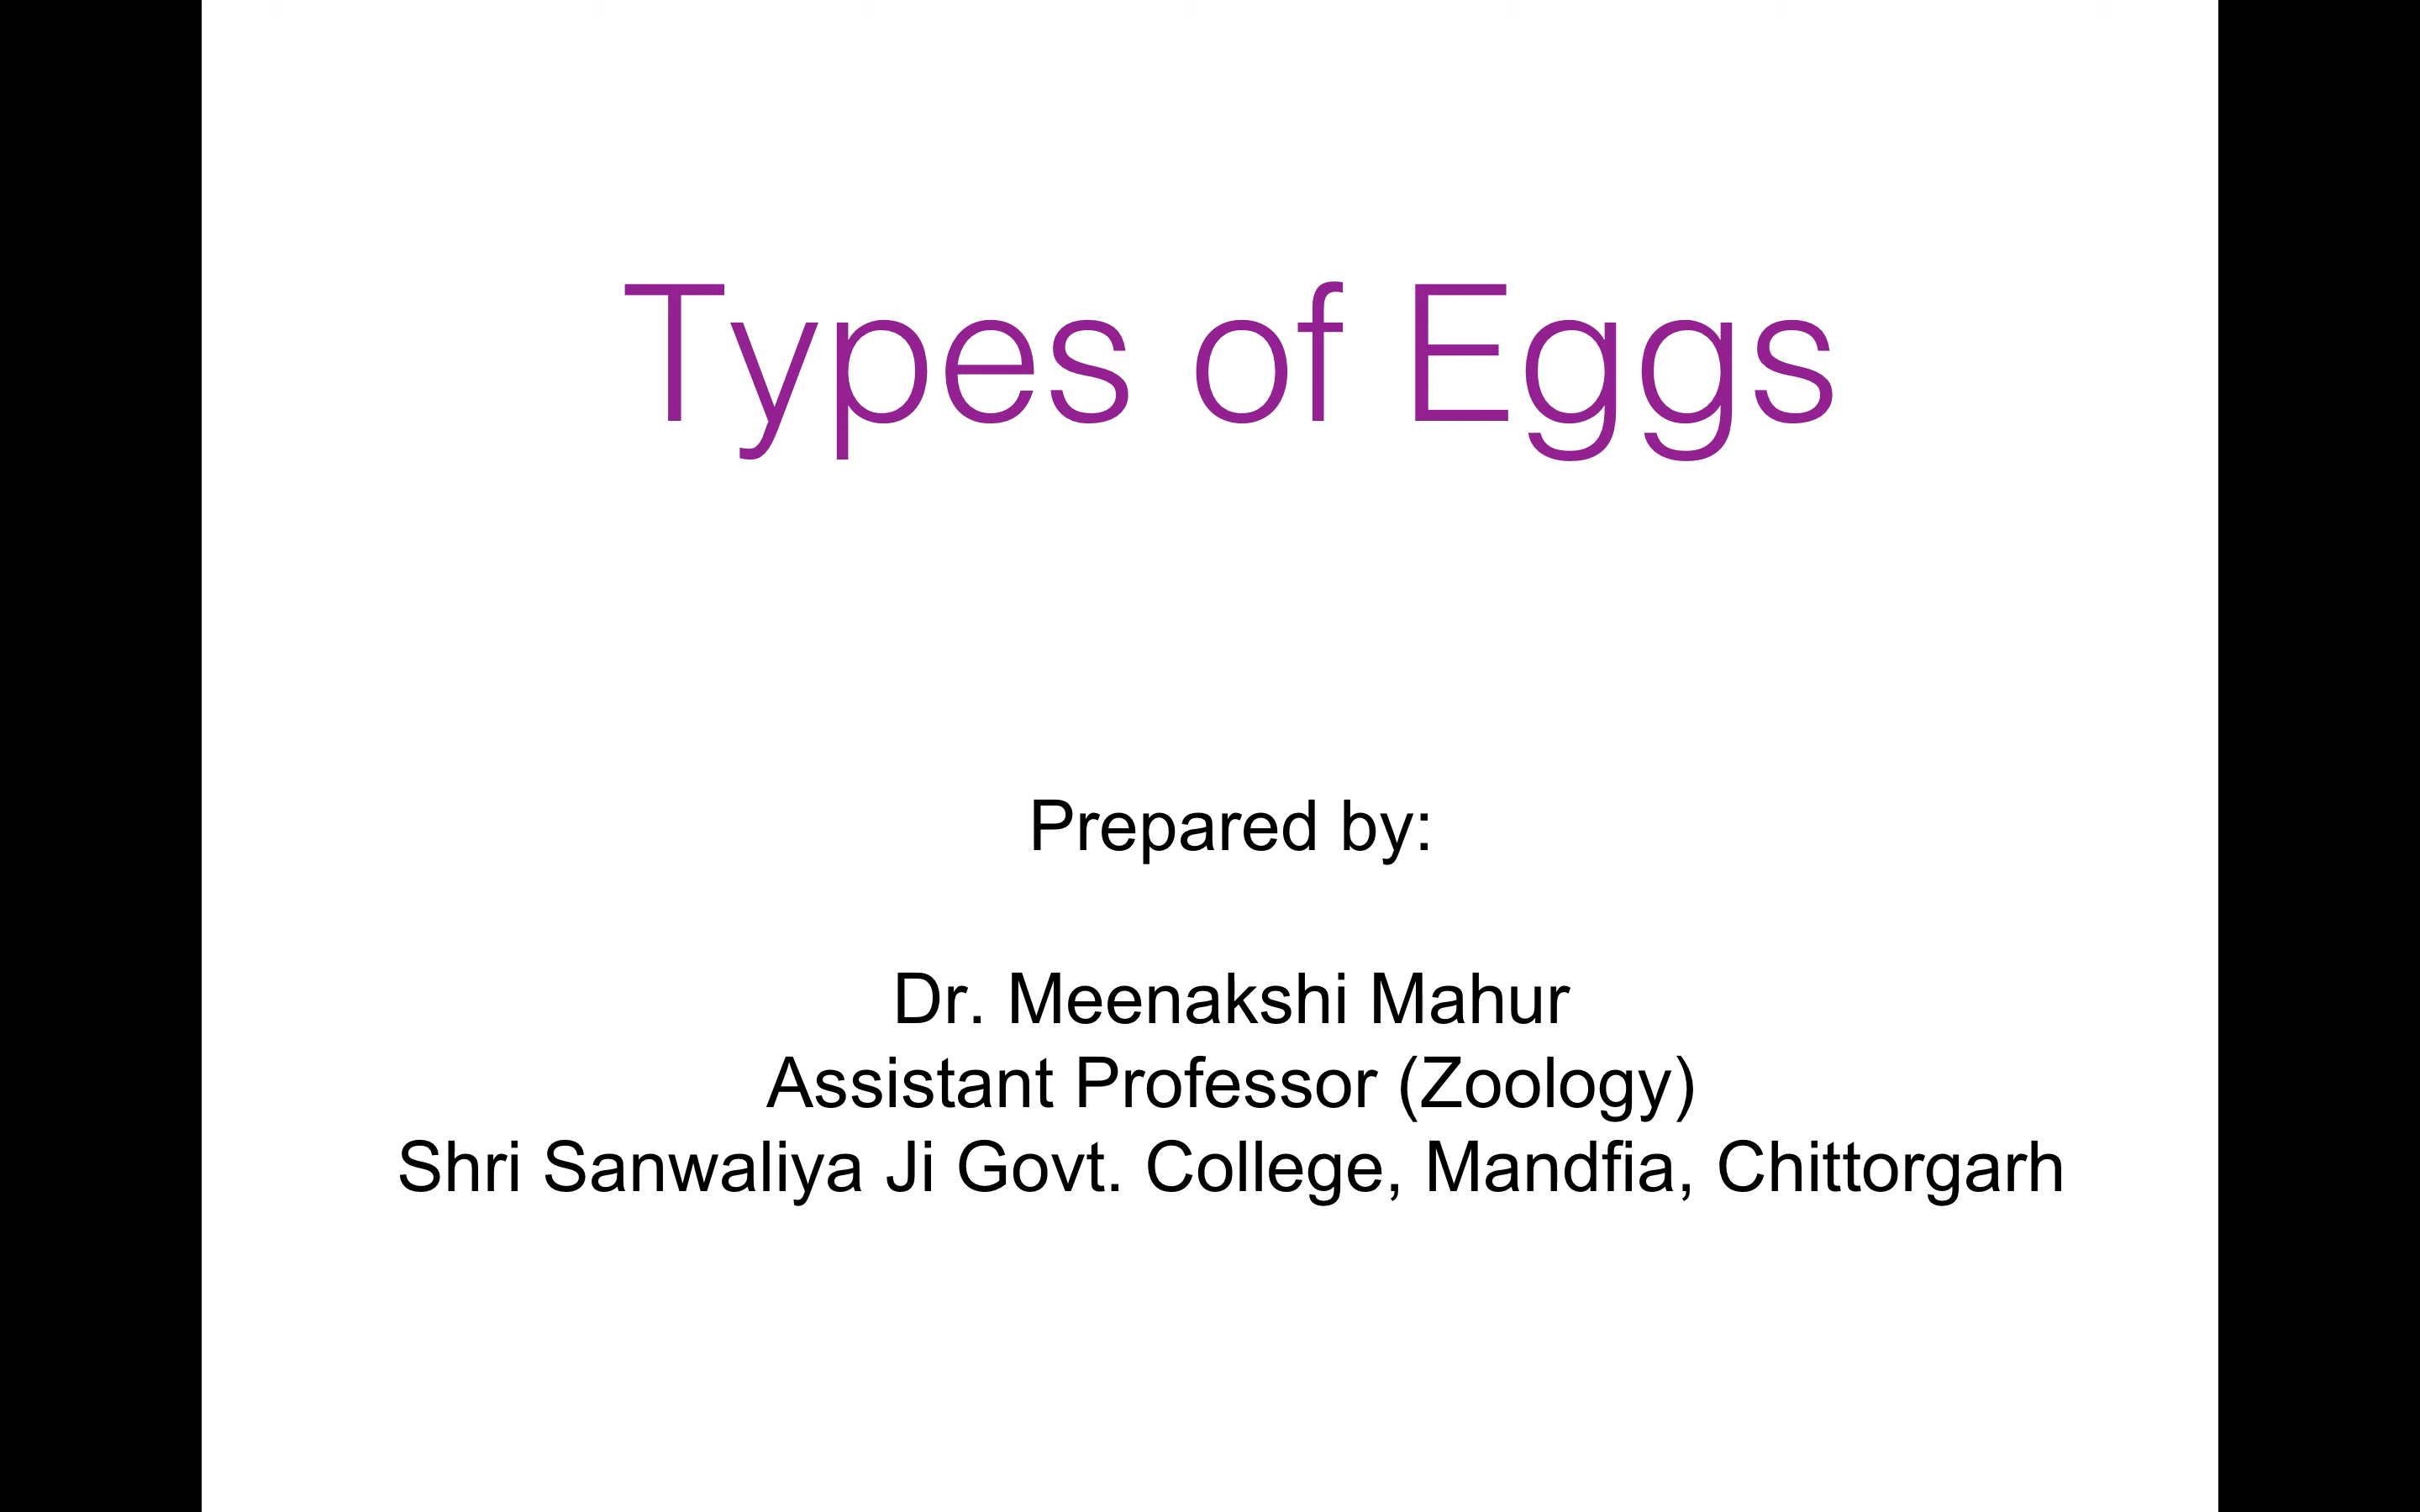 Types of Eggs
Prepared by:
Dr. Meenakshi Mahur
Assistant Professor (Zoology)
Shri Sanwaliya Ji Govt. College, Mandfia, Chittorgarh